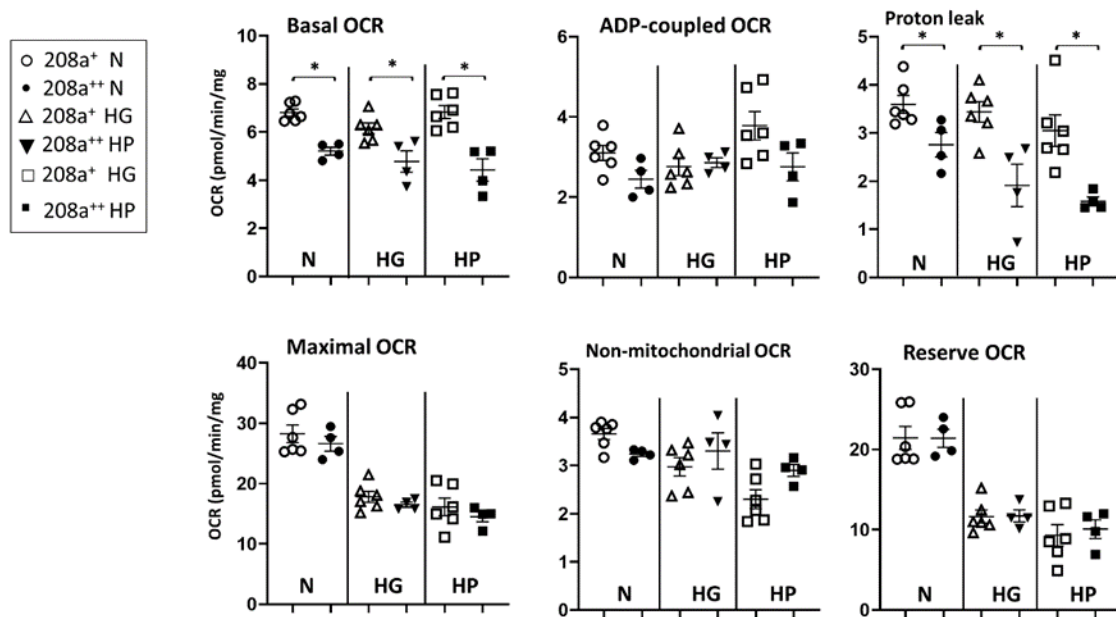 ○ 208a⁺ N
● 208a⁺⁺ N
△ 208a⁺ HG
▼ 208a⁺⁺ HP
□ 208a⁺ HG
■ 208a⁺⁺ HP
Basal OCR
OCR (pmol/min/mg)
10
8
6
4
2
0
* * *
N HG HP
ADP-coupled OCR
6
4
2
0
N HG HP
Proton leak
5
4
3
2
1
0
* * *
N HG HP
Maximal OCR
OCR (pmol/min/mg)
40
30
20
10
0
N HG HP
Non-mitochondrial OCR
5
4
3
2
1
0
N HG HP
Reserve OCR
30
20
10
0
N HG HP